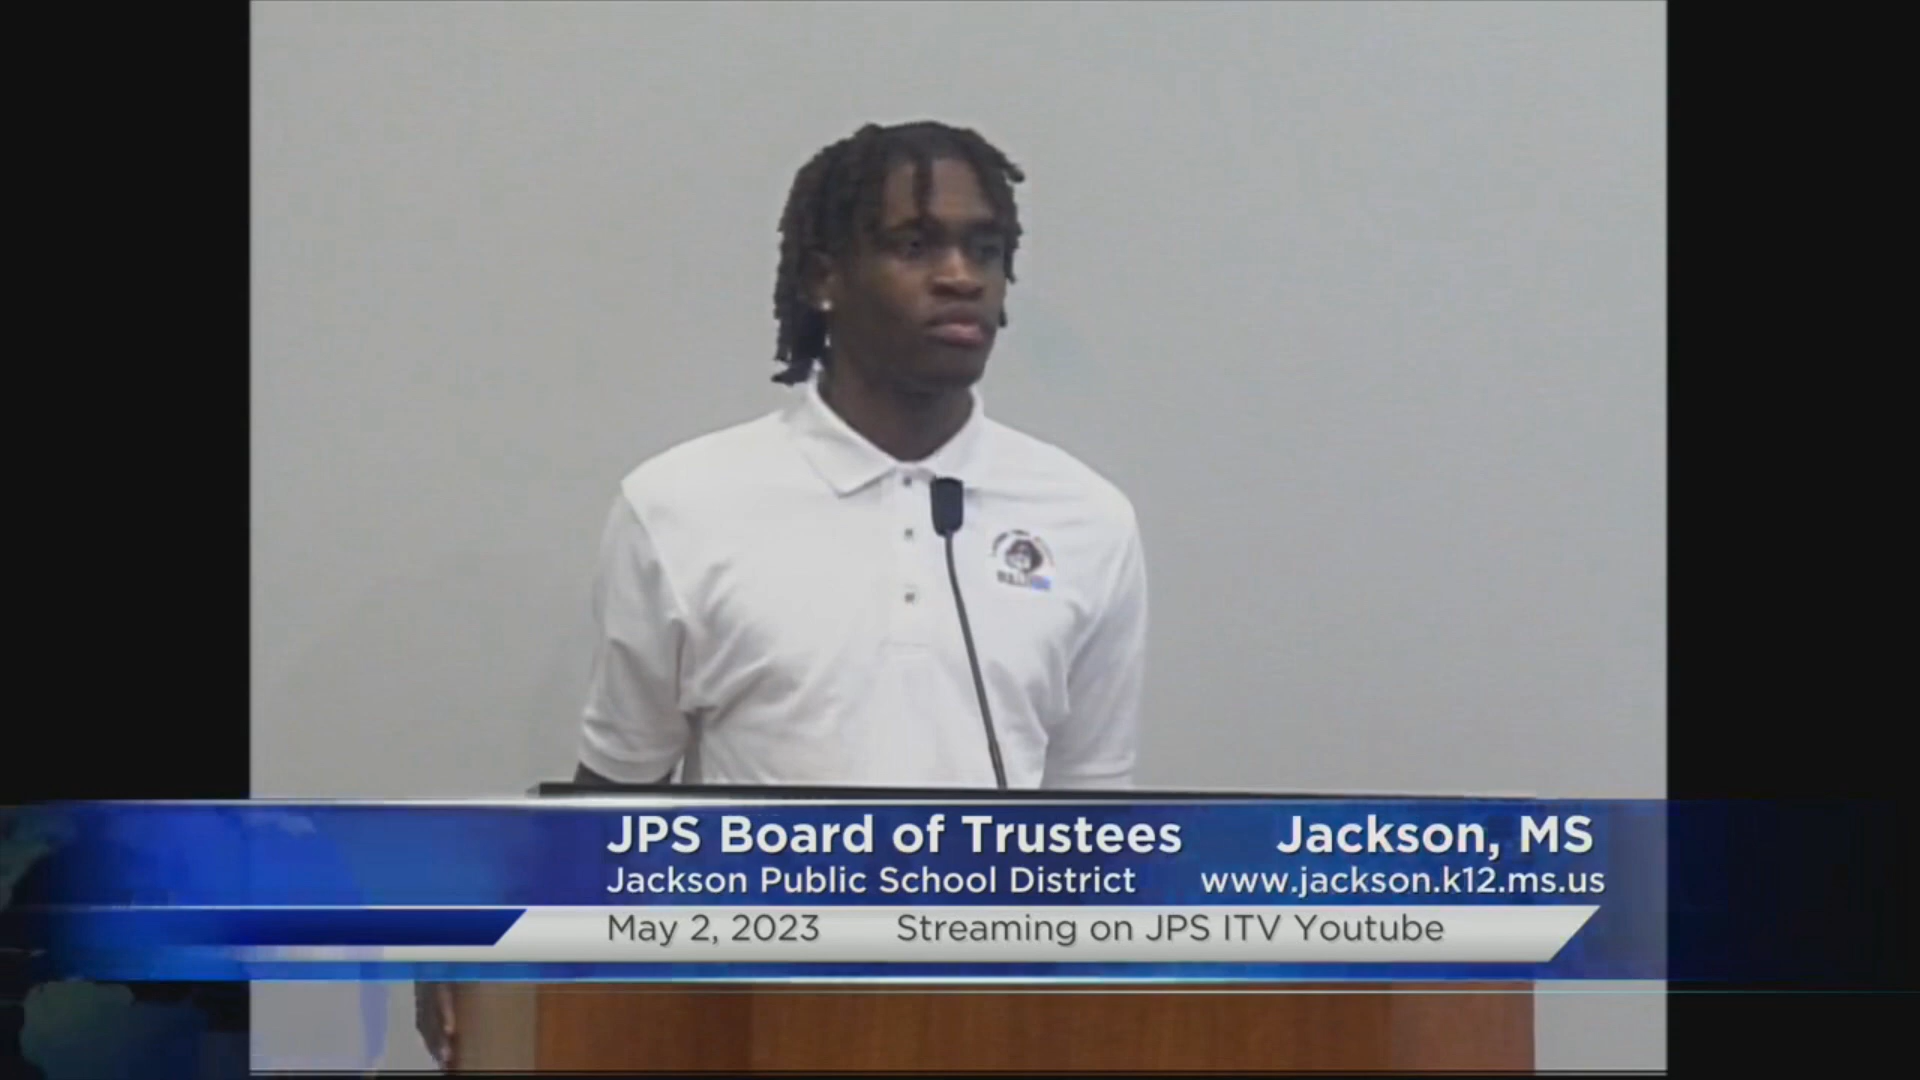 JPS Board of Trustees Jackson, MS
Jackson Public School District www.jackson.k12.ms.us
May 2, 2023 Streaming on JPS ITV Youtube